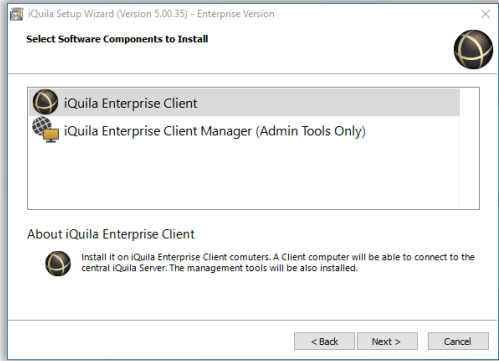 iQuila Setup Wizard (Version 5.00.35) - Enterprise Version
Select Software Components to Install
iQuila Enterprise Client
iQuila Enterprise Client Manager (Admin Tools Only)
About iQuila Enterprise Client
Install it on iQuila Enterprise Client comuters. A Client computer will be able to connect to the
central iQuila Server. The management tools will be also installed.
< Back Next > Cancel